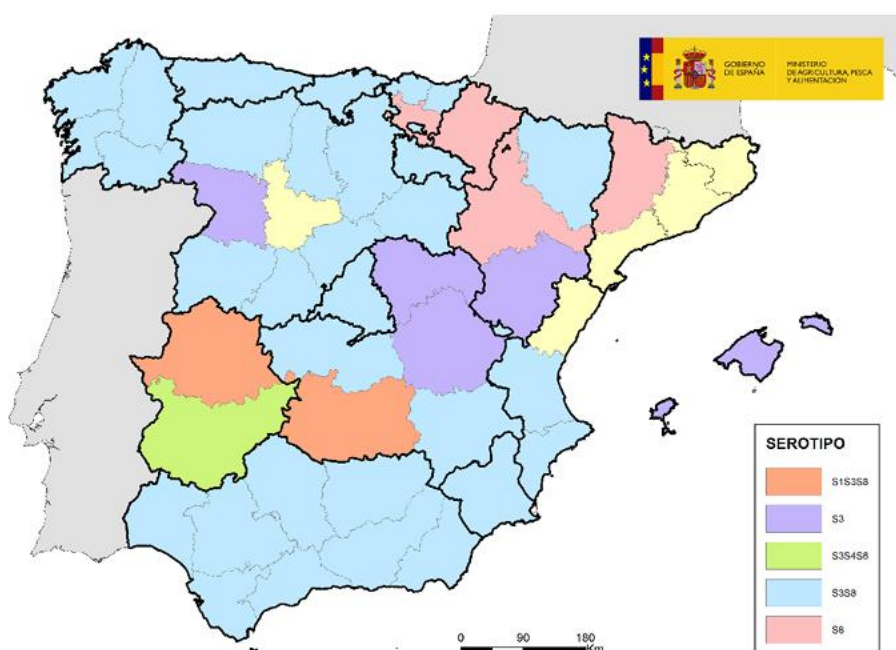 GOBIERNO
DE ESPAÑA
MINISTERIO
DE AGRICULTURA, PESCA
Y ALIMENTACIÓN
SEROTIPO
S1S3S8
S3
S3S4S8
S3S8
S8
0 90 180
Km